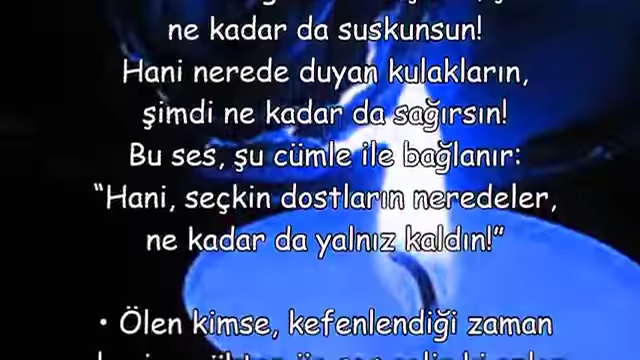 ne kadar da suskunsun!
Hani nerede duyan kulakların,
şimdi ne kadar da sağırsın!
Bu ses, şu cümle ile bağlanır:
“Hani, seçkin dostların neredeler,
ne kadar da yalnız kaldın!”
• Ölen kimse, kefenlendiği zaman